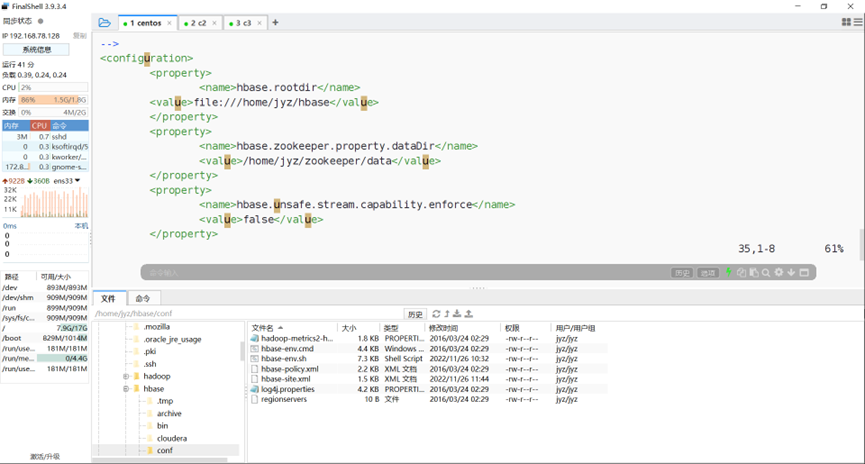 FinalShell 3.9.3.4
同步状态
IP 192.168.78.128 复制
系统信息
运行 41 分
负载 0.39, 0.24, 0.24
CPU 2%
内存 86% 1.5G/1.8G
交换 0% 4M/2G
内存 CPU 命令
3M 0.7 sshd
0 0.3 ksoftirqd/5
0 0.3 kworker/...
172.8... 0.3 gnome-s...
922B 360B ens33
32K
22K
11K
0ms 本机
0
0
0
路径 可用/大小
/dev 893M/893M
/dev/shm 909M/909M
/run 899M/909M
/sys/fs/c... 909M/909M
/ 7.9G/17G
/boot 829M/1014M
/run/use... 181M/181M
/run/me... 0/4.4G
/run/use... 181M/181M
激活/升级
1 centos
2 c2
3 c3
-->
<configuration>
<property>
<name>hbase.rootdir</name>
<value>file:///home/jyz/hbase</value>
</property>
<property>
<name>hbase.zookeeper.property.dataDir</name>
<value>/home/jyz/zookeeper/data</value>
</property>
<property>
<name>hbase.unsafe.stream.capability.enforce</name>
<value>false</value>
</property>
35,1-8 61%
命令输入
历史 选项
文件 命令
/home/jyz/hbase/conf 历史
.mozilla
.oracle_jre_usage
.pki
.ssh
hadoop
hbase
.tmp
archive
bin
cloudera
conf
文件名 大小 类型 修改时间 权限 用户/用户组
hadoop-metrics2-h... 1.8 KB PROPERTI... 2016/03/24 02:29 -rw-r--r-- jyz/jyz
hbase-env.cmd 4.4 KB Windows ... 2016/03/24 02:29 -rw-r--r-- jyz/jyz
hbase-env.sh 7.3 KB Shell Script 2022/11/26 10:32 -rw-r--r-- jyz/jyz
hbase-policy.xml 2.2 KB XML 文档 2016/03/24 02:29 -rw-r--r-- jyz/jyz
hbase-site.xml 1.5 KB XML 文档 2022/11/26 11:44 -rw-r--r-- jyz/jyz
log4j.properties 4.2 KB PROPERTI... 2016/03/24 02:29 -rw-r--r-- jyz/jyz
regionservers 10 B 文件 2016/03/24 02:29 -rw-r--r-- jyz/jyz